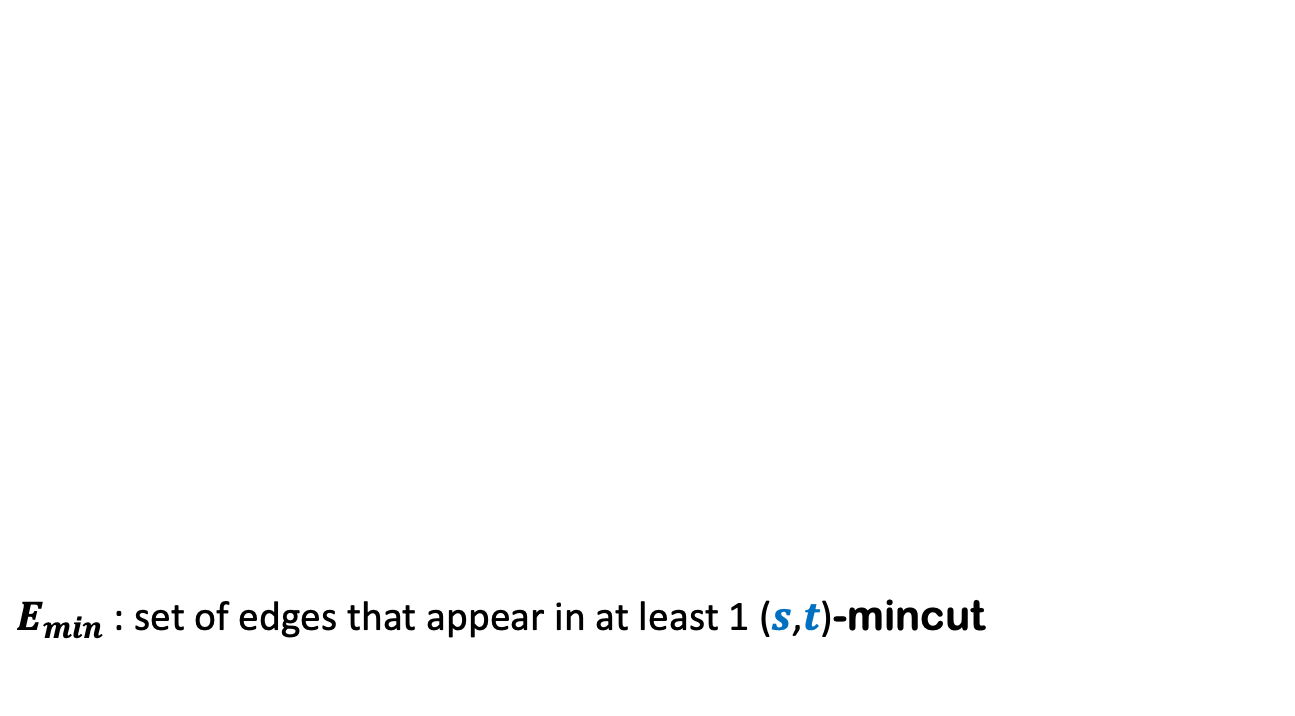 E_min : set of edges that appear in at least 1 (s,t)-mincut